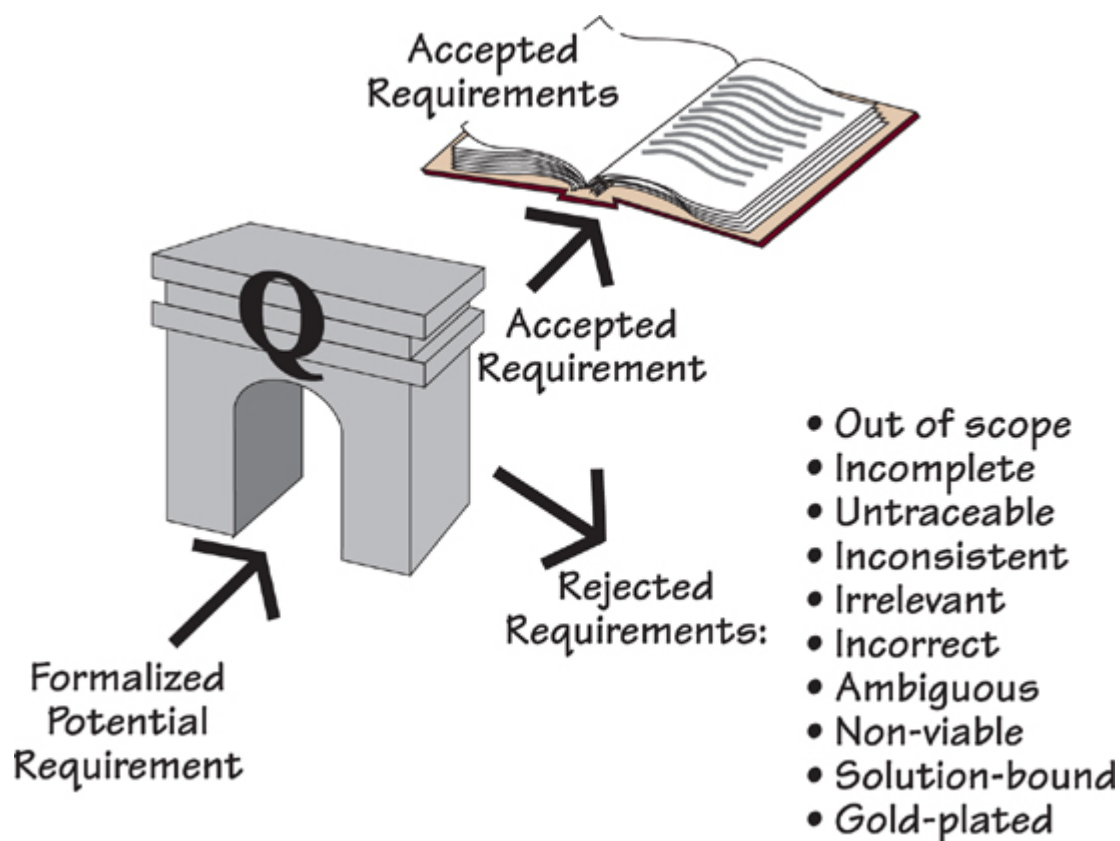 Accepted
Requirements
Q
Accepted
Requirement
Rejected
Requirements:
• Out of scope
• Incomplete
• Untraceable
• Inconsistent
• Irrelevant
• Incorrect
• Ambiguous
• Non-viable
• Solution-bound
• Gold-plated
Formalized
Potential
Requirement